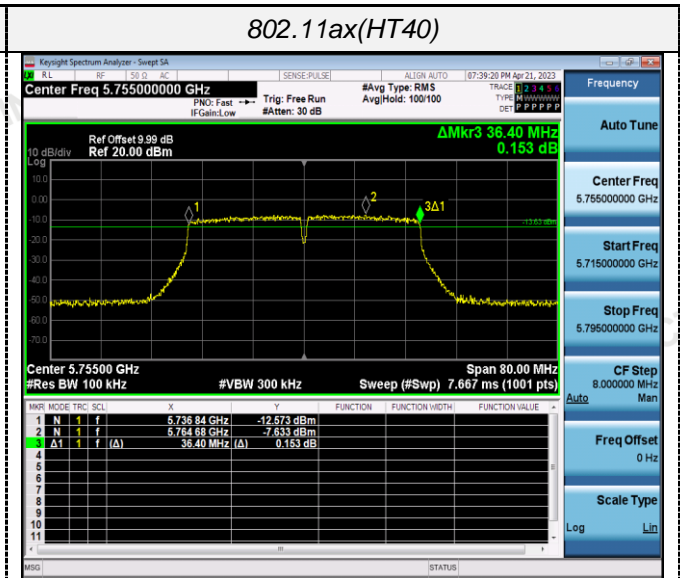 802.11ax(HT40)
Keysight Spectrum Analyzer - Swept SA
RL RF 50 Ω AC SENSE:PULSE ALIGN AUTO 07:39:20 PM Apr 21, 2023
Center Freq 5.755000000 GHz
#Avg Type: RMS
TRACE 1 2 3 4 5 6
PNO: Fast Trig: Free Run Avg|Hold: 100/100 TYPE M WWWWW
IFGain:Low #Atten: 30 dB DET P P P P P P
Frequency
Auto Tune
ΔMkr3 36.40 MHz
0.153 dB
Ref Offset 9.99 dB
10 dB/div Ref 20.00 dBm
Log
10.0
0.00
-10.0
-20.0
-30.0
-40.0
-50.0
-60.0
-70.0
1
2
3Δ1
-13.63 dBm
Center 5.75500 GHz Span 80.00 MHz
#Res BW 100 kHz #VBW 300 kHz Sweep (#Swp) 7.667 ms (1001 pts)
Center Freq
5.755000000 GHz
Start Freq
5.715000000 GHz
Stop Freq
5.795000000 GHz
CF Step
8.000000 MHz
Auto Man
Freq Offset
0 Hz
Scale Type
Log Lin
MKR MODE TRC SCL X Y FUNCTION FUNCTION WIDTH FUNCTION VALUE
1 N 1 f 5.736 84 GHz -12.573 dBm
2 N 1 f 5.764 68 GHz -7.633 dBm
3 Δ1 1 f (Δ) 36.40 MHz (Δ) 0.153 dB
4
5
6
7
8
9
10
11
MSG STATUS